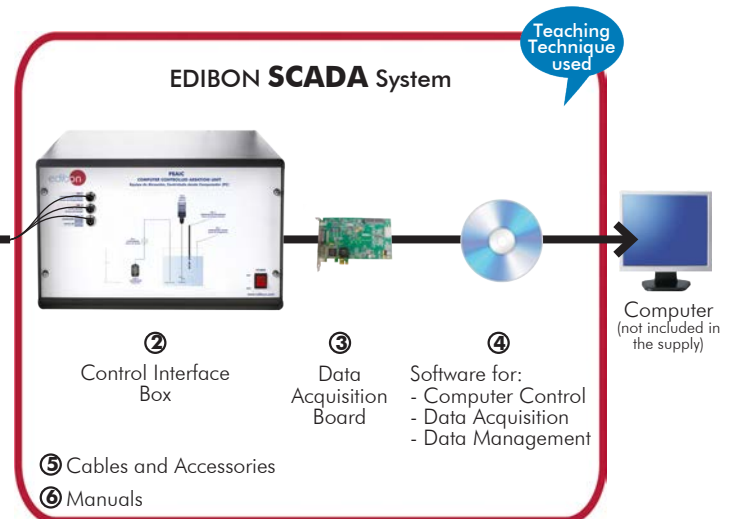 Teaching
Technique
used
EDIBON SCADA System
edibon
PEAIC
COMPUTER CONTROLLED AERATION UNIT
②
Control Interface
Box
③
Data
Acquisition
Board
④
Software for:
- Computer Control
- Data Acquisition
- Data Management
Computer
(not included in
the supply)
⑤ Cables and Accessories
⑥ Manuals